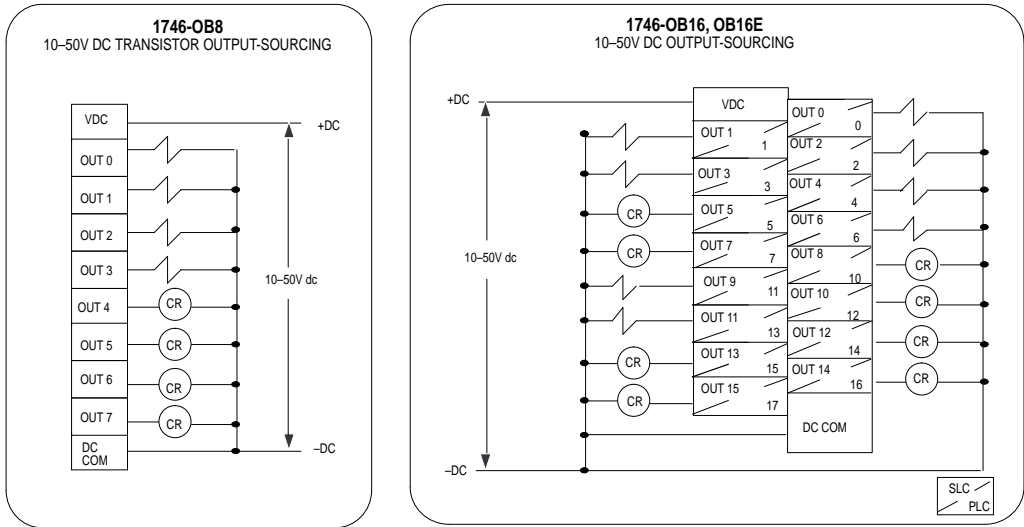 1746-OB8
10–50V DC TRANSISTOR OUTPUT-SOURCING
VDC
+DC
OUT 0
OUT 1
OUT 2
OUT 3
10–50V dc
OUT 4
CR
OUT 5
CR
OUT 6
CR
OUT 7
CR
DC
COM
–DC
1746-OB16, OB16E
10–50V DC OUTPUT-SOURCING
+DC
VDC
OUT 0
0
OUT 1
1
OUT 2
2
OUT 3
3
OUT 4
4
CR
OUT 5
5
OUT 6
6
10–50V dc
CR
OUT 7
7
OUT 8
10
CR
OUT 9
11
OUT 10
12
CR
OUT 11
13
OUT 12
14
CR
CR
OUT 13
15
OUT 14
16
CR
CR
OUT 15
17
DC COM
–DC
SLC
PLC